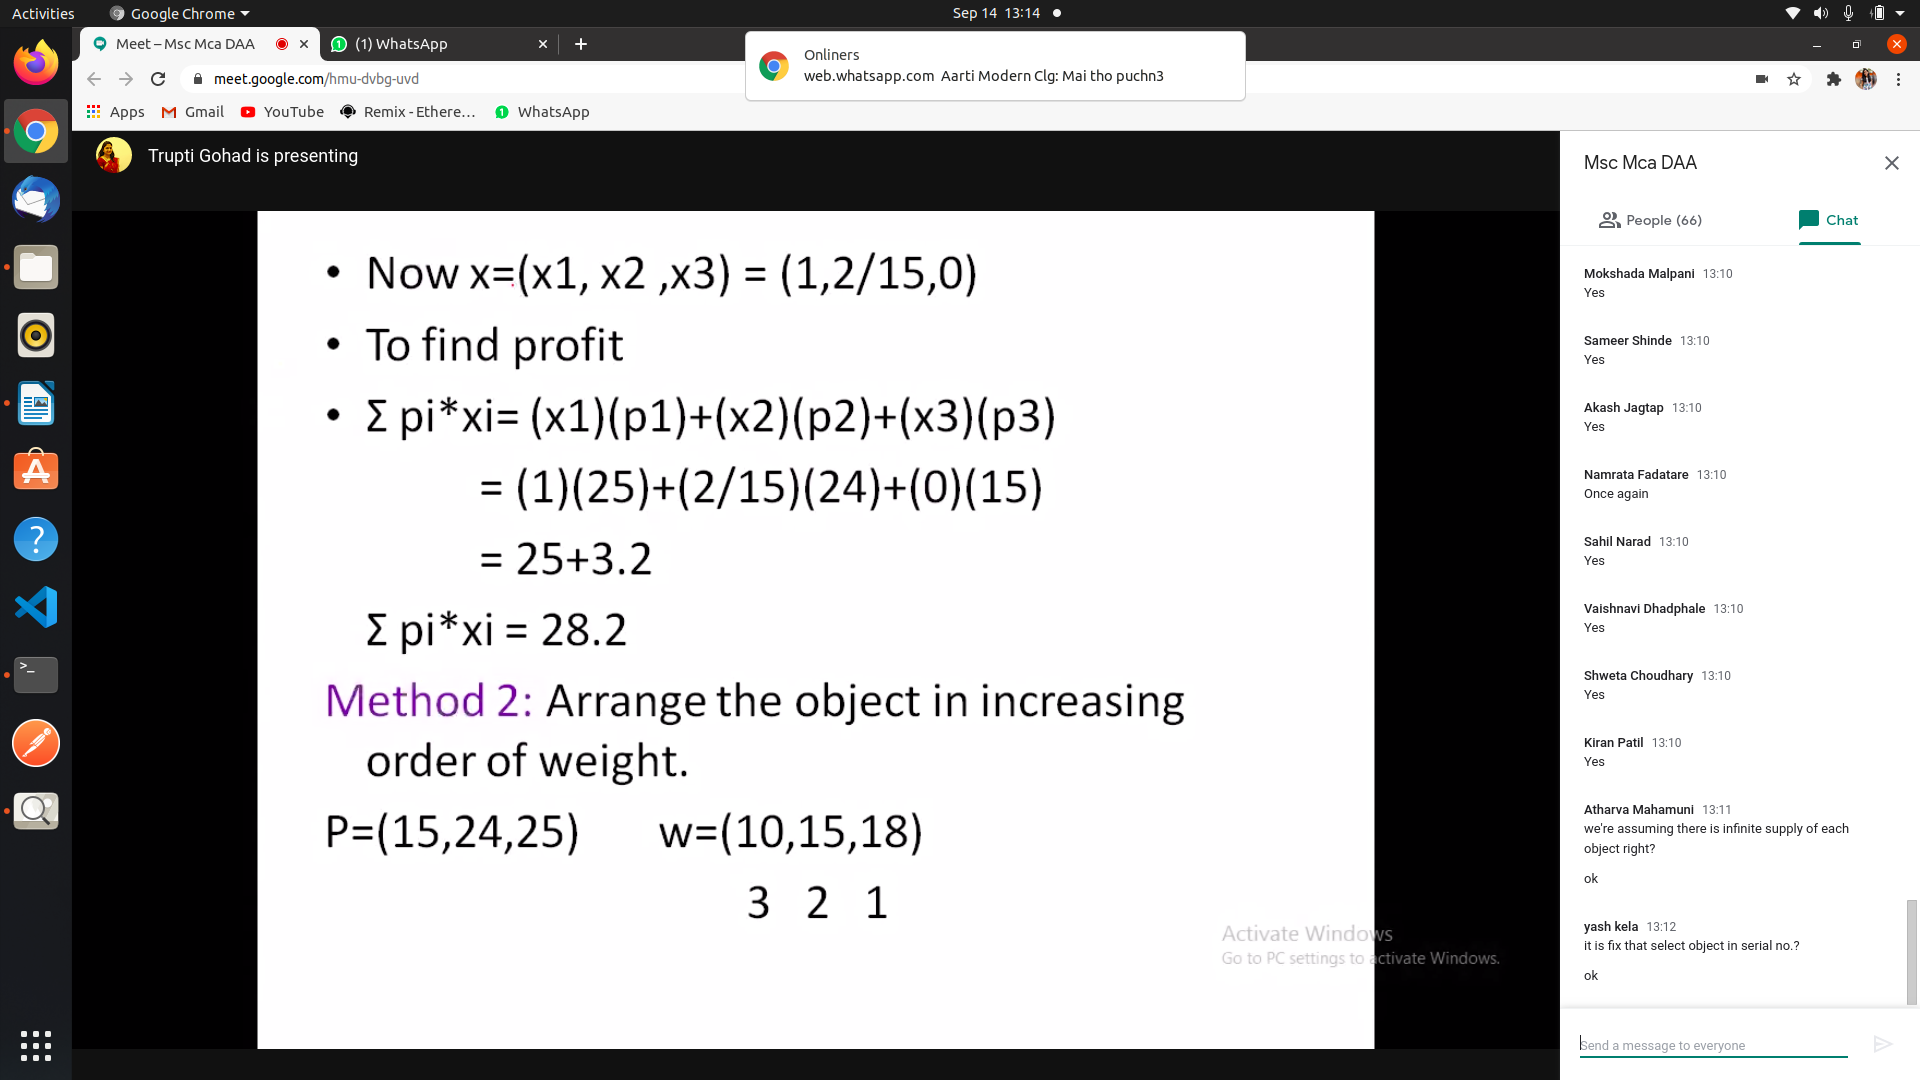 Activities
Google Chrome
Sep 14 13:14
Meet – Msc Mca DAA
(1) WhatsApp
Onliners
web.whatsapp.com Aarti Modern Clg: Mai tho puchn3
meet.google.com/hmu-dvbg-uvd
Apps
Gmail
YouTube
Remix - Ethere…
WhatsApp
Trupti Gohad is presenting
• Now x=(x1, x2 ,x3) = (1,2/15,0)
• To find profit
• Σ pi*xi= (x1)(p1)+(x2)(p2)+(x3)(p3)
= (1)(25)+(2/15)(24)+(0)(15)
= 25+3.2
Σ pi*xi = 28.2
Method 2: Arrange the object in increasing
order of weight.
P=(15,24,25) w=(10,15,18)
3 2 1
Activate Windows
Go to PC settings to activate Windows.
Msc Mca DAA
People (66)
Chat
Mokshada Malpani 13:10
Yes
Sameer Shinde 13:10
Yes
Akash Jagtap 13:10
Yes
Namrata Fadatare 13:10
Once again
Sahil Narad 13:10
Yes
Vaishnavi Dhadphale 13:10
Yes
Shweta Choudhary 13:10
Yes
Kiran Patil 13:10
Yes
Atharva Mahamuni 13:11
we're assuming there is infinite supply of each
object right?
ok
yash kela 13:12
it is fix that select object in serial no.?
ok
Send a message to everyone